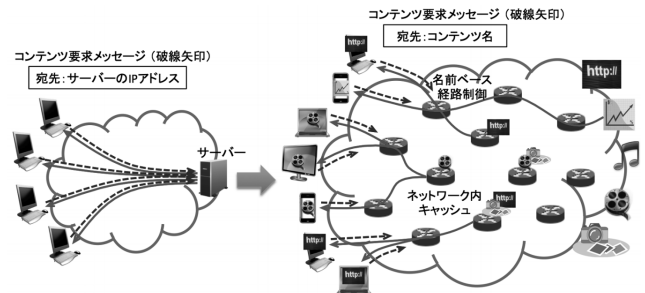 コンテンツ要求メッセージ（破線矢印）
宛先：サーバーのIPアドレス
サーバー
コンテンツ要求メッセージ（破線矢印）
宛先：コンテンツ名
http://
http://
名前ベース
経路制御
http://
ネットワーク内
キャッシュ
http://
http://
http://